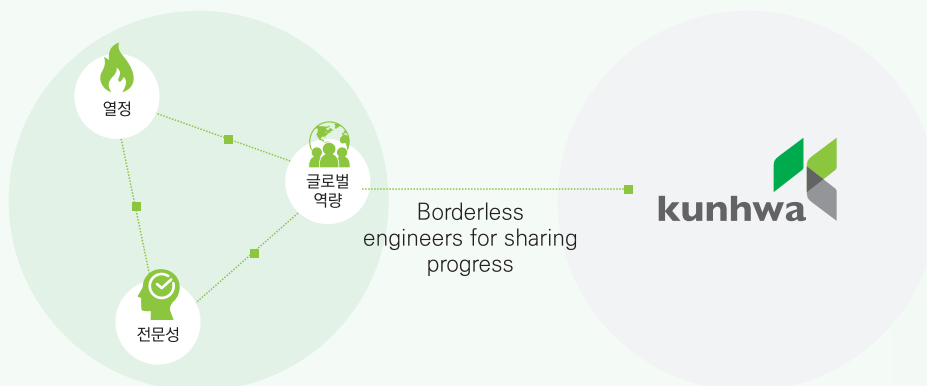 열정
글로벌
역량
전문성
Borderless
engineers for sharing
progress
kunhwa